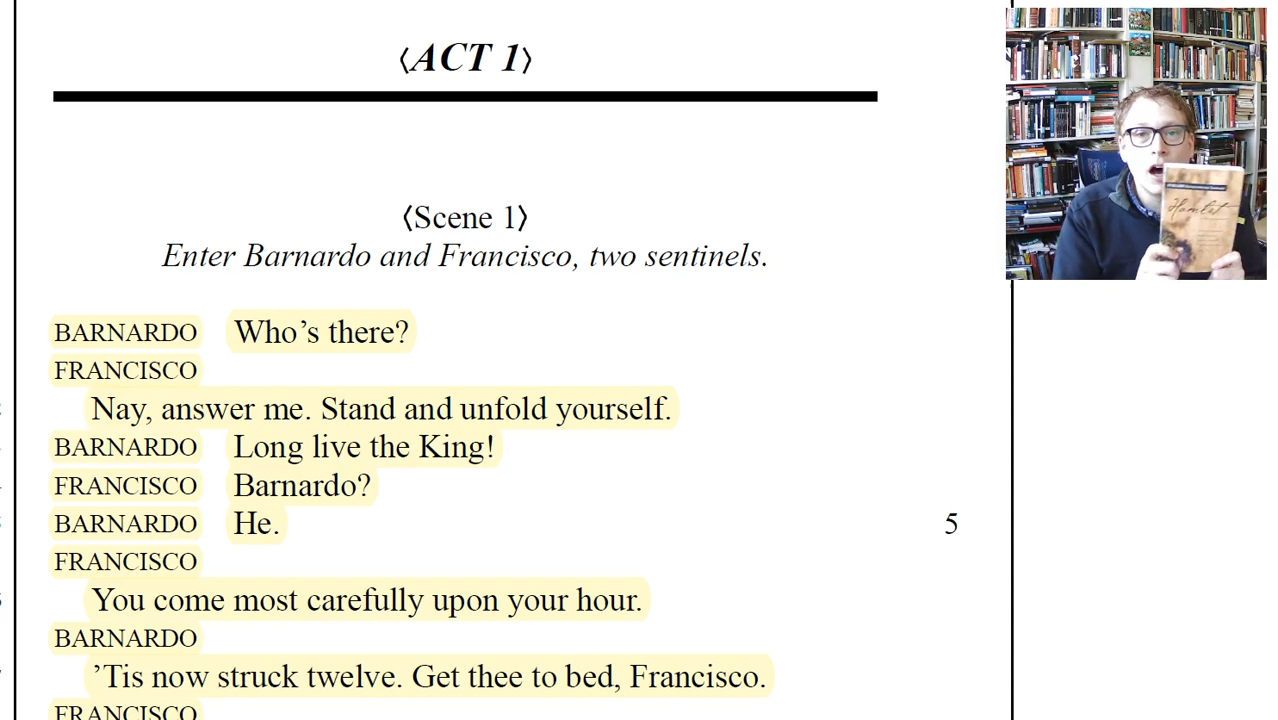 ⟨ACT 1⟩
⟨Scene 1⟩
Enter Barnardo and Francisco, two sentinels.
BARNARDO Who’s there?
FRANCISCO
Nay, answer me. Stand and unfold yourself.
BARNARDO Long live the King!
FRANCISCO Barnardo?
BARNARDO He. 5
FRANCISCO
You come most carefully upon your hour.
BARNARDO
’Tis now struck twelve. Get thee to bed, Francisco.
FRANCISCO
Hamlet